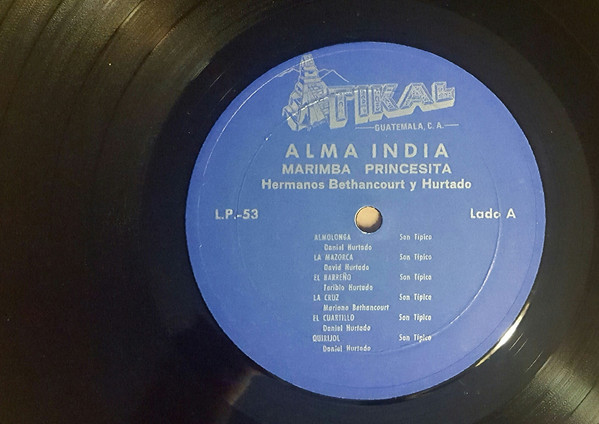 TIKAL
GUATEMALA, C. A.
ALMA INDIA
MARIMBA PRINCESITA
Hermanos Bethancourt y Hurtado
L.P.-53 Lado A
ALMOLONGA Son Típico
Daniel Hurtado
LA MAZORCA Son Típico
David Hurtado
EL BARREÑO Son Típico
Toribio Hurtado
LA CRUZ Son Típico
Mariano Bethancourt
EL CUARTILLO Son Típico
Daniel Hurtado
QUIRIJOL Son Típico
Daniel Hurtado